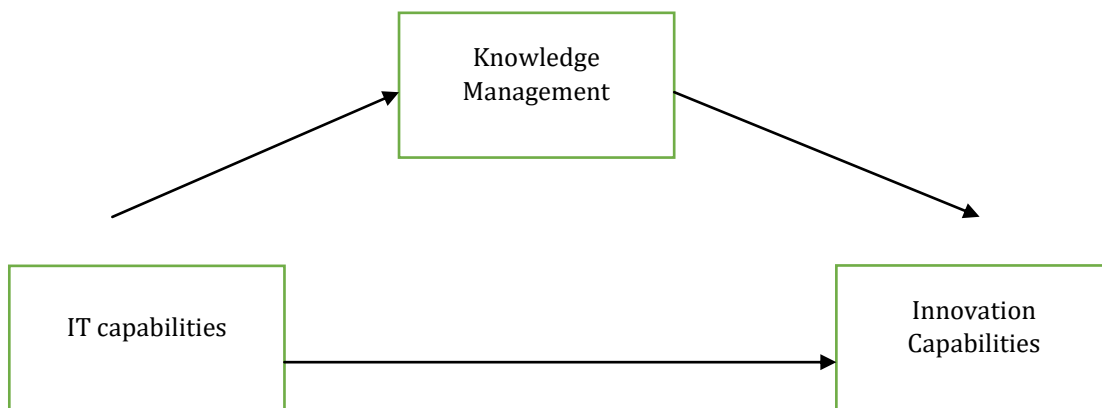 Knowledge
Management
IT capabilities
Innovation
Capabilities